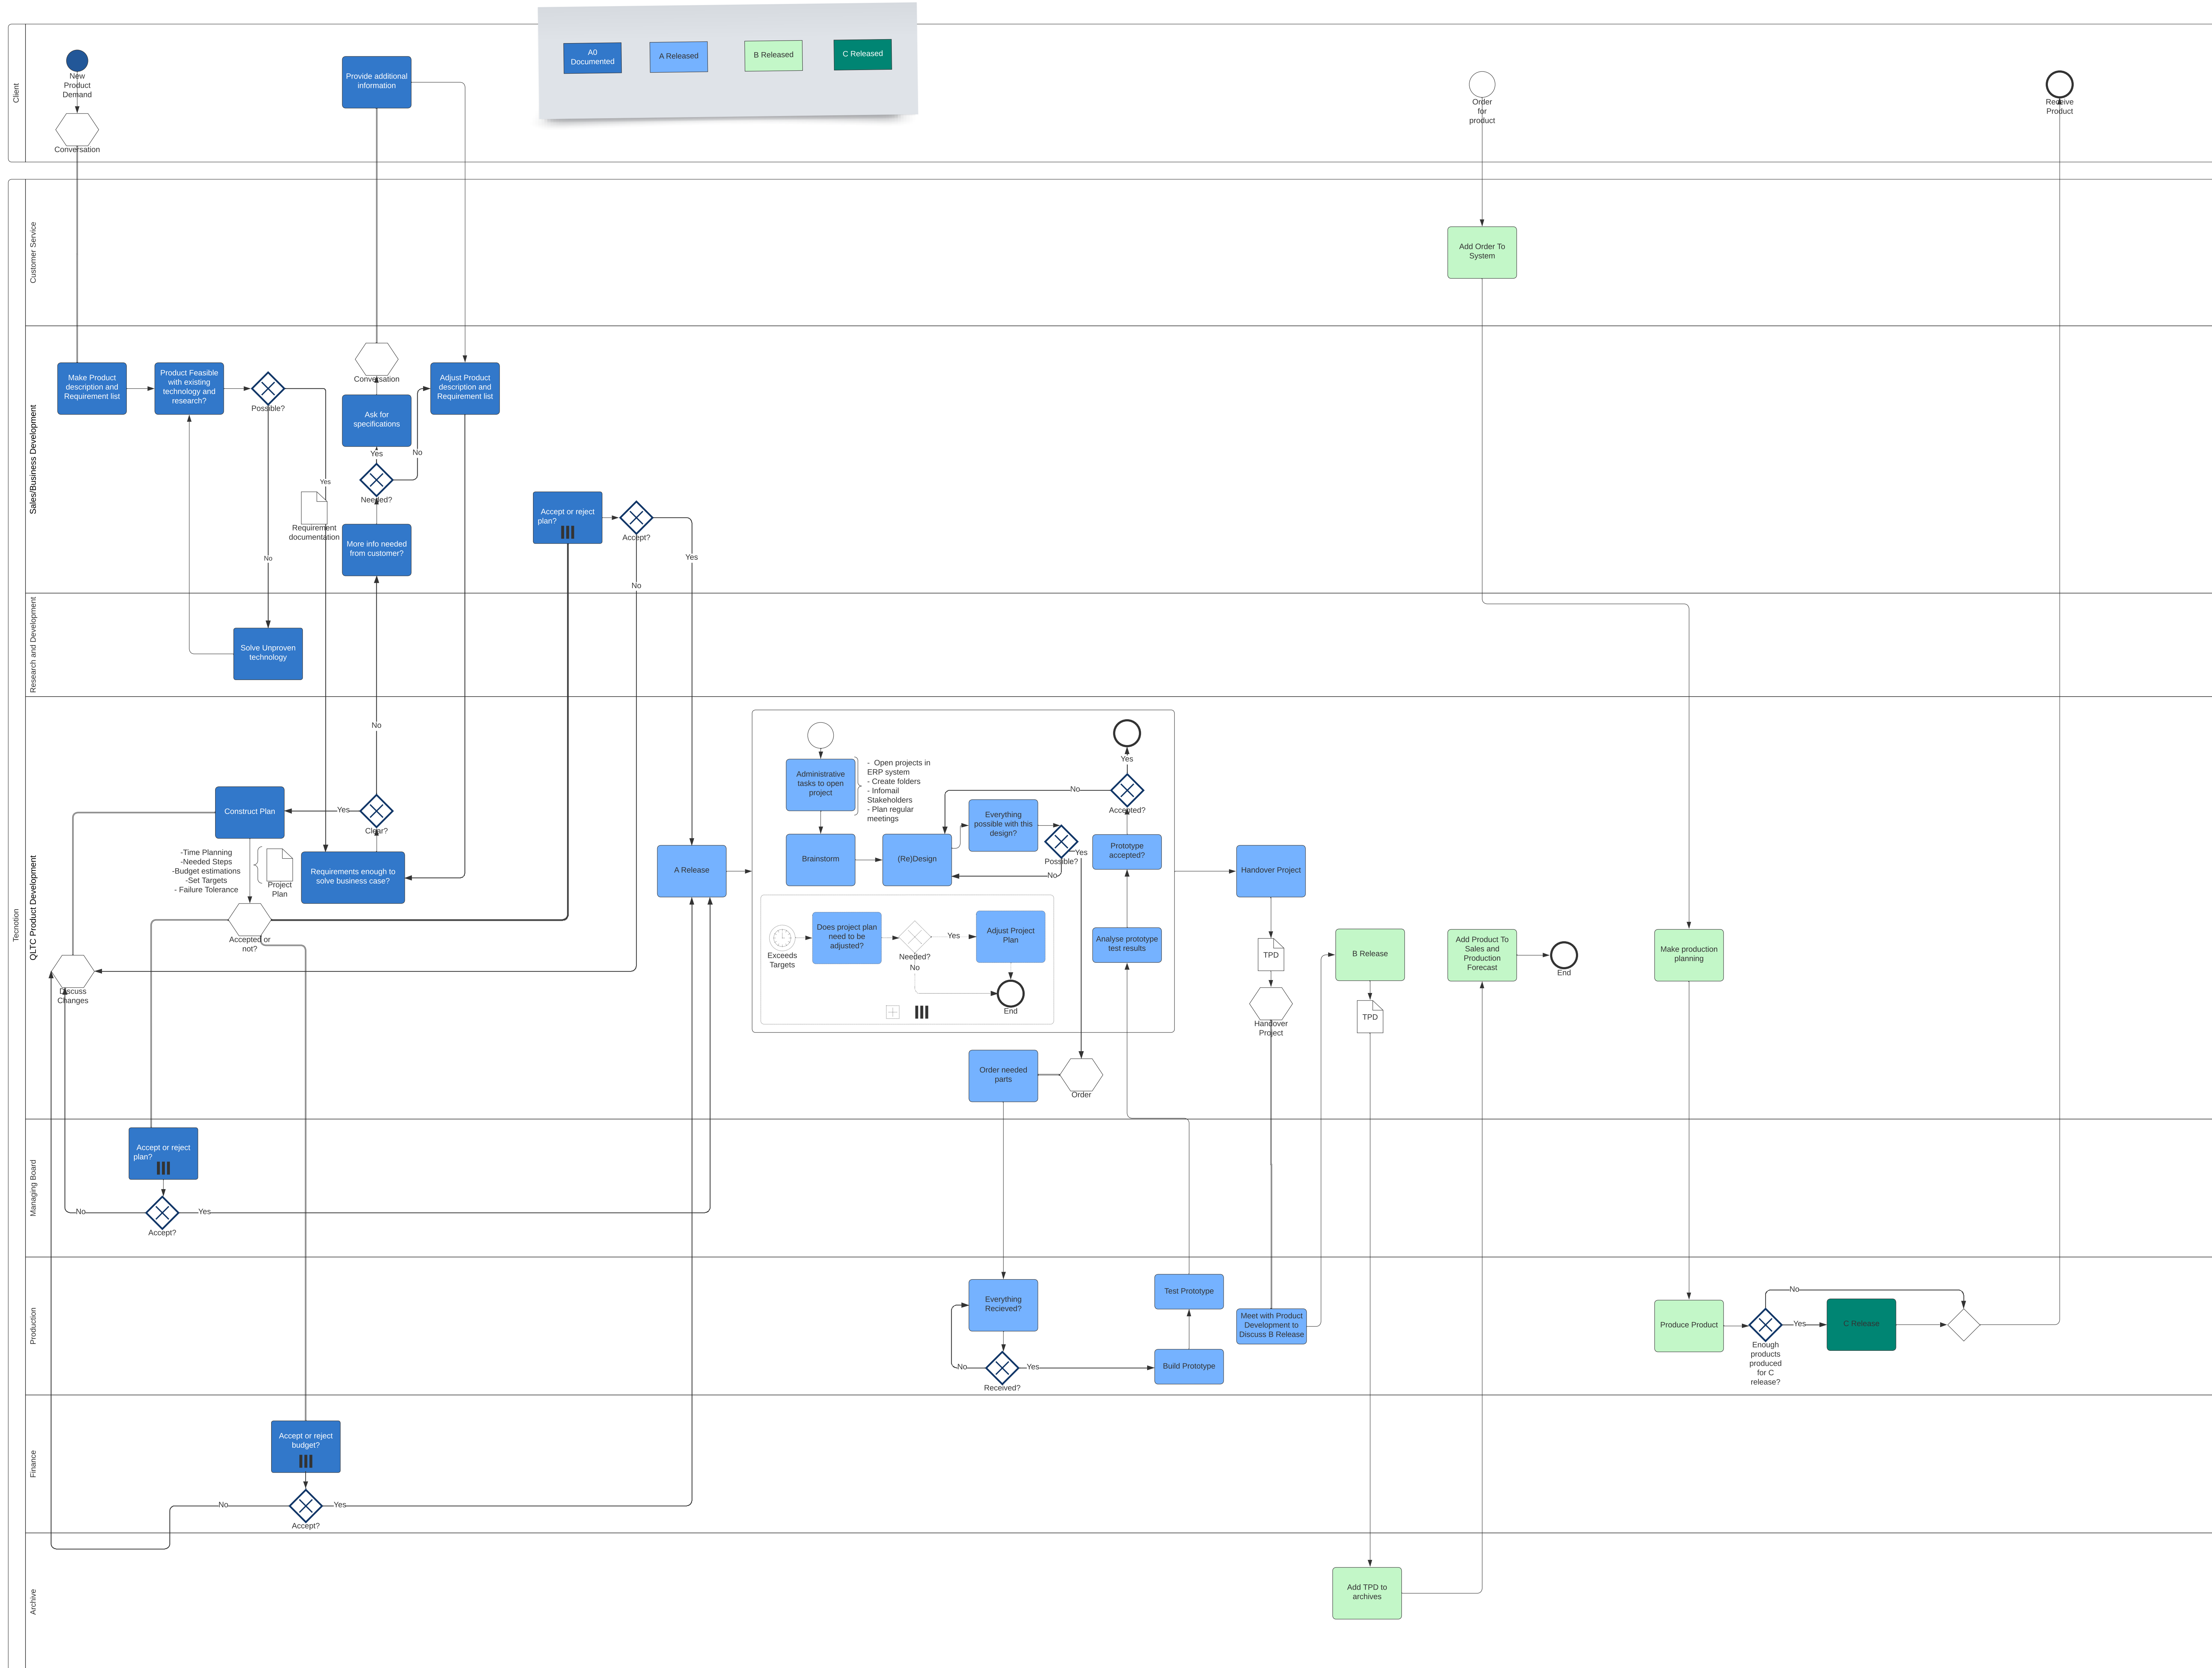 A0
Documented
A Released
B Released
C Released
Client
New
Product
Demand
Conversation
Provide additional
information
Order
for
product
Receive
Product
Tecnotion
Customer Service
Add Order To
System
Sales/Business Development
Make Product
description and
Requirement list
Product Feasible
with existing
technology and
research?
Possible?
Yes
No
Requirement
documentation
Conversation
Ask for
specifications
Yes
No
Needed?
More info needed
from customer?
Adjust Product
description and
Requirement list
Accept or reject
plan?
Accept?
Yes
No
Research and Development
Solve Unproven
technology
QLTC Product Development
No
Construct Plan
Yes
Clear?
-Time Planning
-Needed Steps
-Budget estimations
-Set Targets
- Failure Tolerance
Project
Plan
Requirements enough to
solve business case?
Accepted or
not?
Discuss
Changes
A Release
Administrative
tasks to open
project
- Open projects in
ERP system
- Create folders
- Infomail
Stakeholders
- Plan regular
meetings
Brainstorm
(Re)Design
Everything
possible with this
design?
Possible?
Yes
No
Yes
No
Accepted?
Prototype
accepted?
Analyse prototype
test results
Exceeds
Targets
Does project plan
need to be
adjusted?
Needed?
Yes
No
Adjust Project
Plan
End
Order needed
parts
Order
Handover Project
TPD
Handover
Project
B Release
TPD
Add Product To
Sales and
Production
Forecast
End
Make production
planning
Managing Board
Accept or reject
plan?
No
Yes
Accept?
Production
Everything
Recieved?
No
Yes
Received?
Test Prototype
Build Prototype
Meet with Product
Development to
Discuss B Release
Produce Product
No
Yes
Enough
products
produced
for C
release?
C Release
Finance
Accept or reject
budget?
No
Yes
Accept?
Archive
Add TPD to
archives